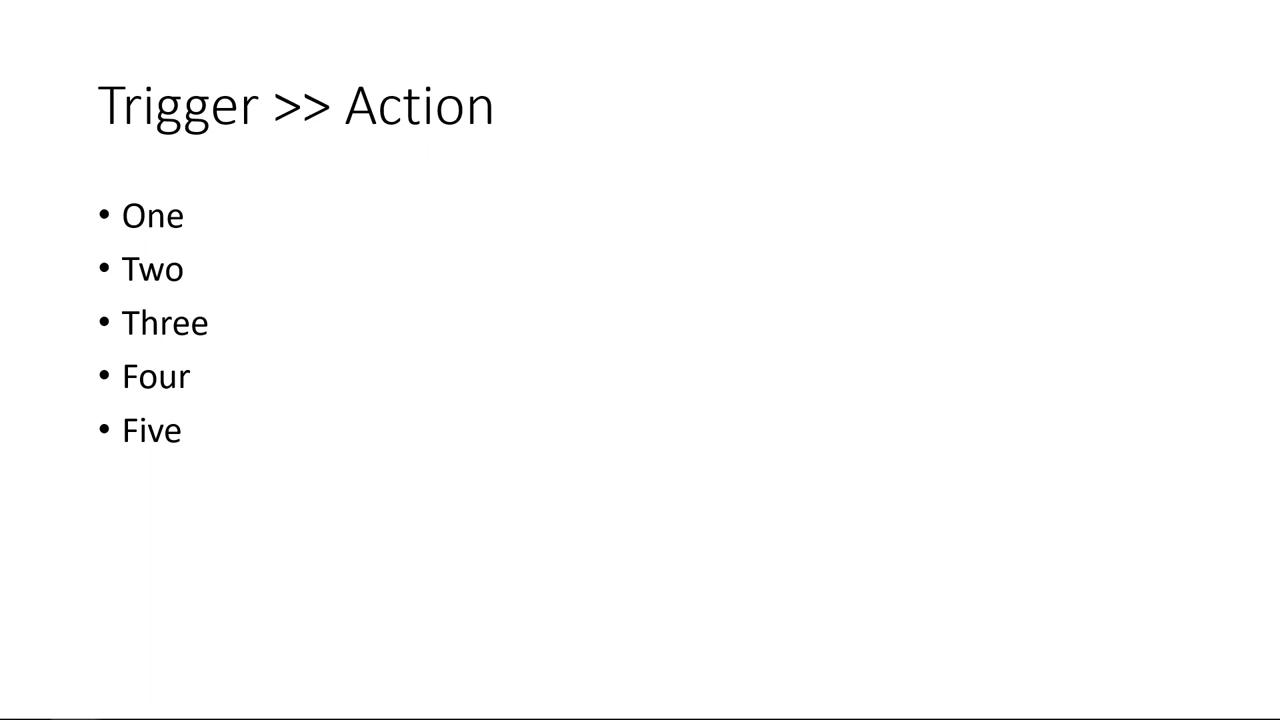 Trigger >> Action
• One
• Two
• Three
• Four
• Five